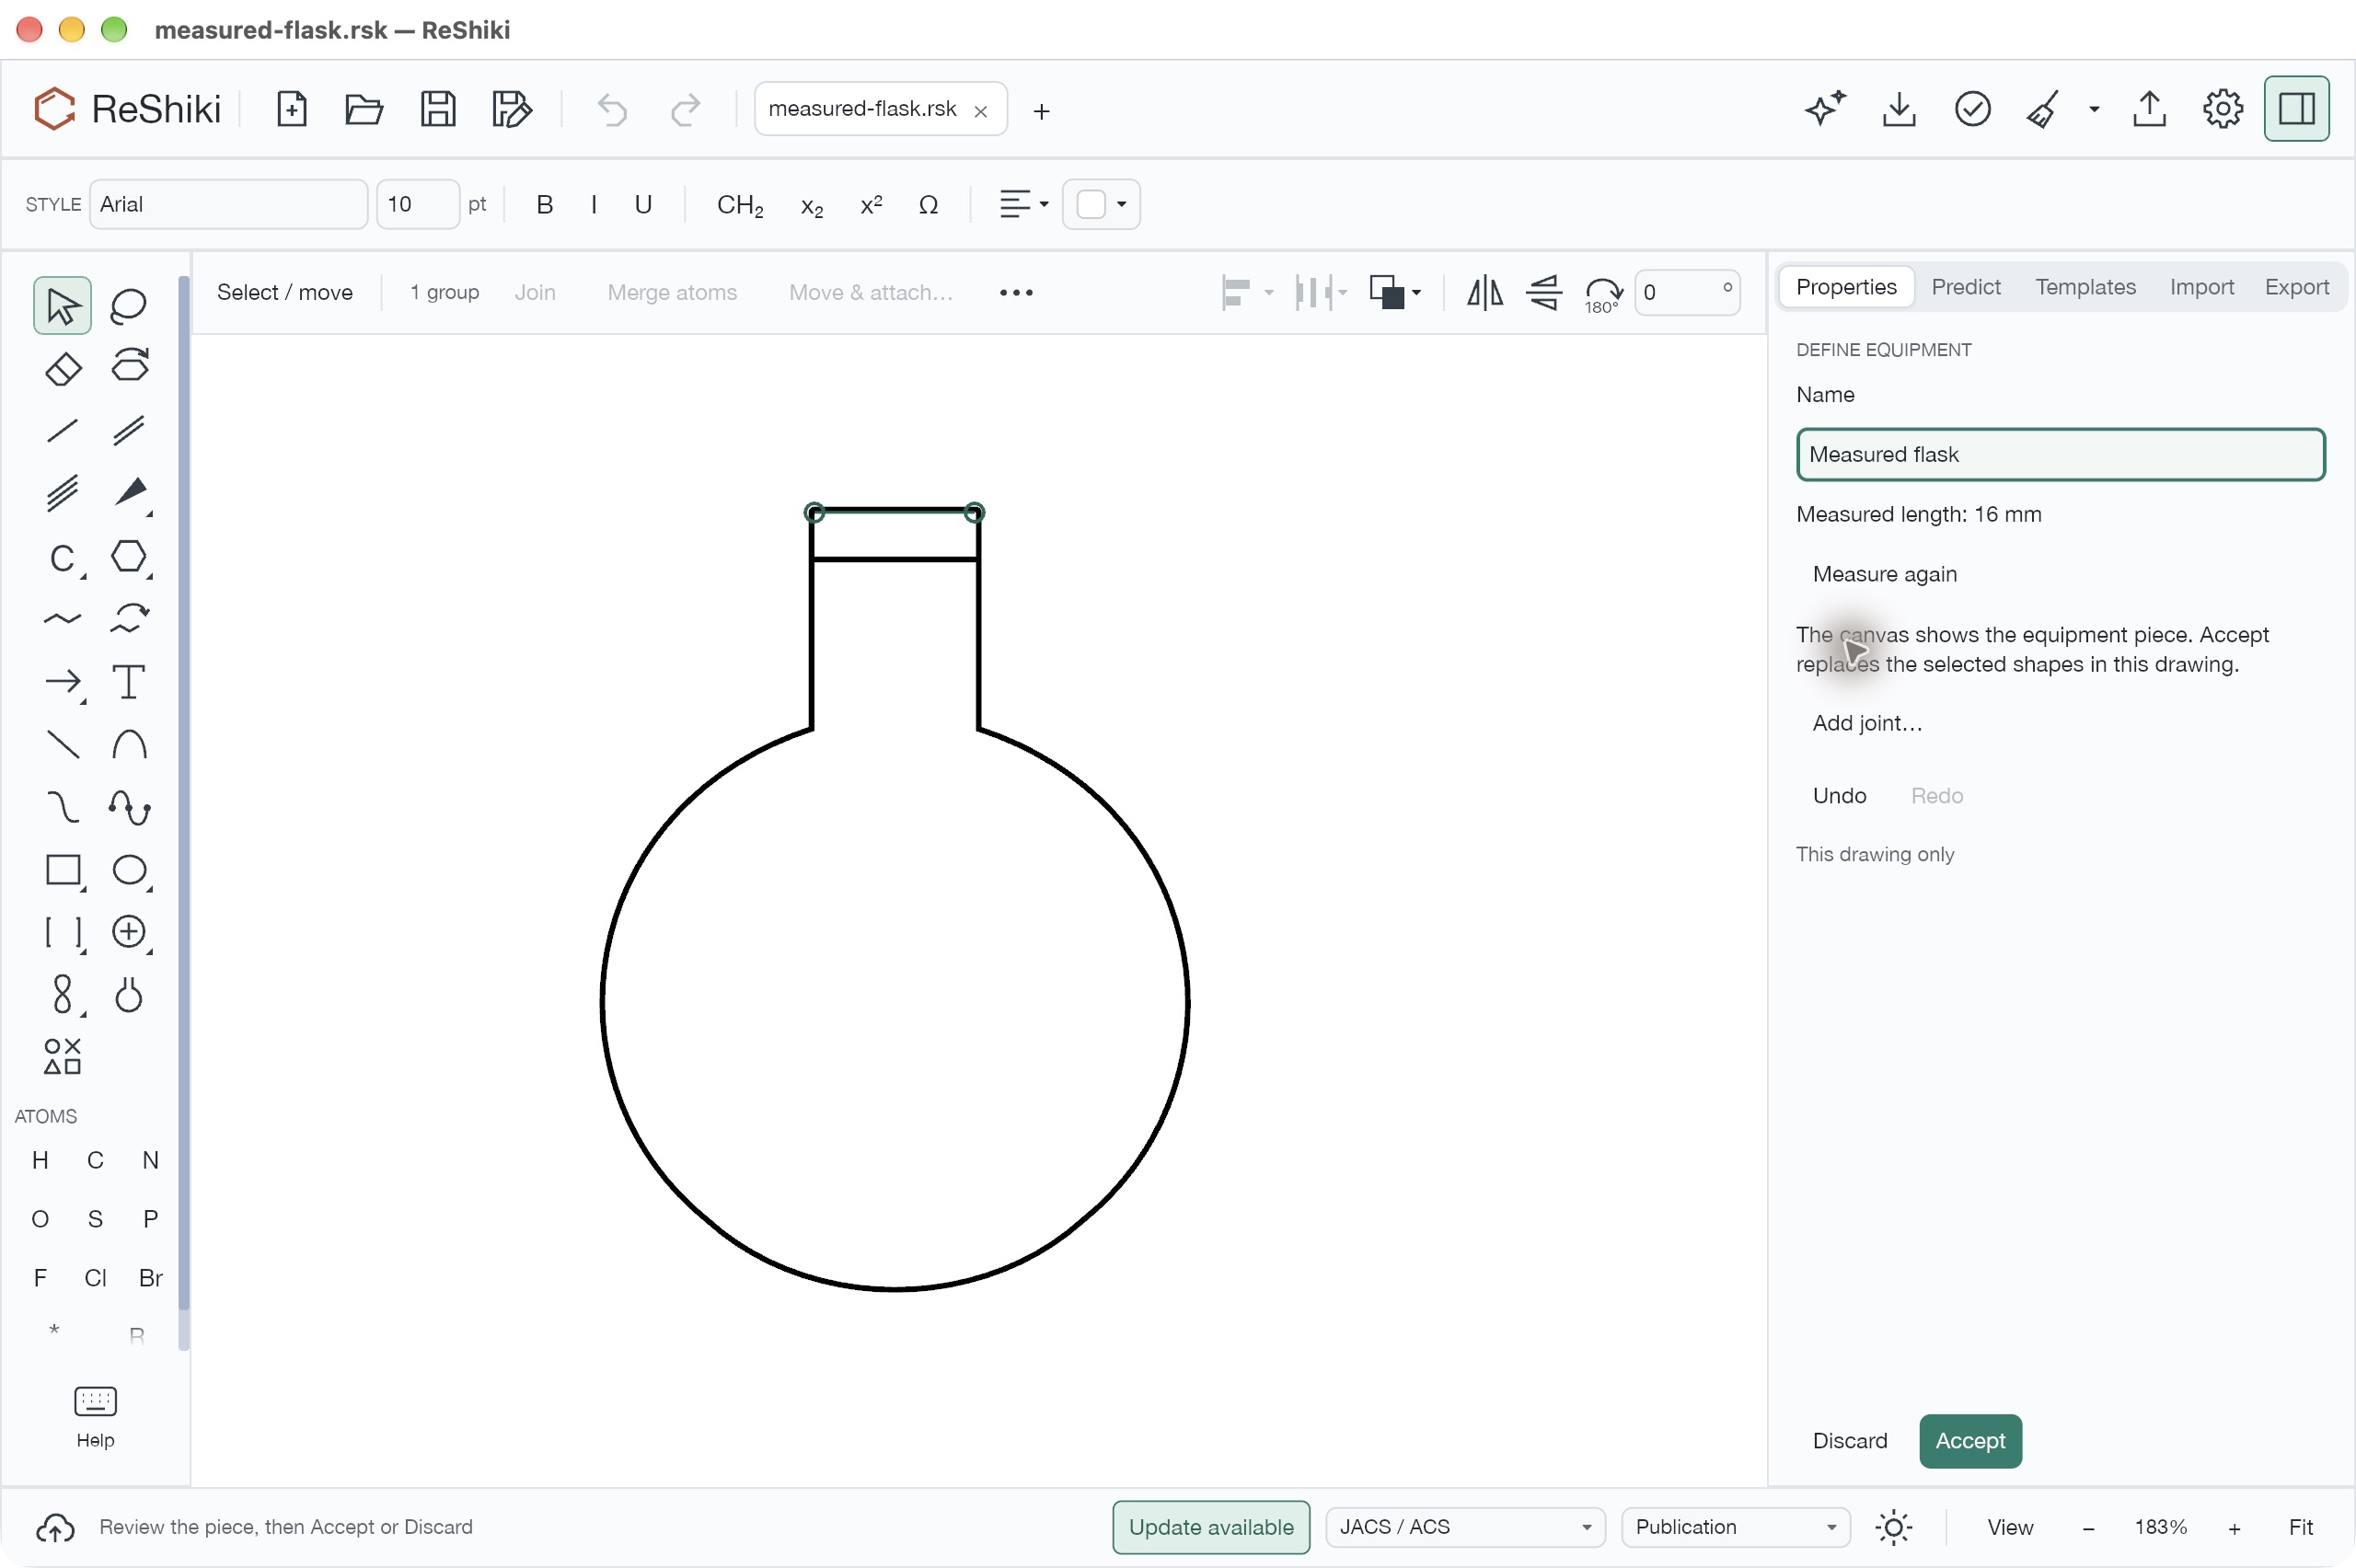 measured-flask.rsk — ReShiki
ReShiki
measured-flask.rsk
STYLE Arial 10 pt B I U CH₂ x₂ x² Ω
Select / move 1 group Join Merge atoms Move & attach... 180° 0 °
Properties Predict Templates Import Export
DEFINE EQUIPMENT
Name
Measured flask
Measured length: 16 mm
Measure again
The canvas shows the equipment piece. Accept
replaces the selected shapes in this drawing.
Add joint...
Undo Redo
This drawing only
C
T
ATOMS
H C N
O S P
F Cl Br
* R
Help
Discard Accept
Review the piece, then Accept or Discard Update available JACS / ACS Publication View – 183% + Fit